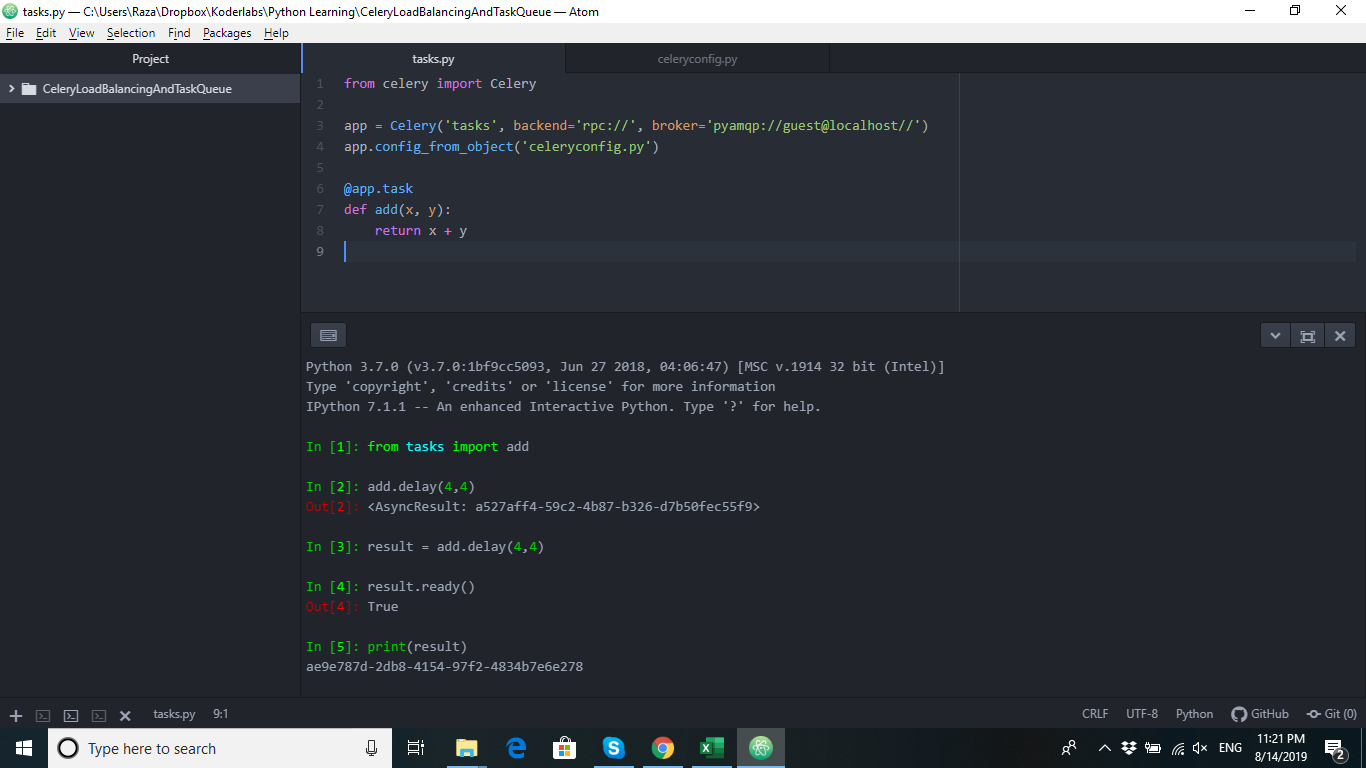 tasks.py — C:\Users\Raza\Dropbox\Koderlabs\Python Learning\CeleryLoadBalancingAndTaskQueue — Atom
File Edit View Selection Find Packages Help
Project
CeleryLoadBalancingAndTaskQueue
tasks.py
celeryconfig.py
1 from celery import Celery
2
3 app = Celery('tasks', backend='rpc://', broker='pyamqp://guest@localhost//')
4 app.config_from_object('celeryconfig.py')
5
6 @app.task
7 def add(x, y):
8     return x + y
9
Python 3.7.0 (v3.7.0:1bf9cc5093, Jun 27 2018, 04:06:47) [MSC v.1914 32 bit (Intel)]
Type 'copyright', 'credits' or 'license' for more information
IPython 7.1.1 -- An enhanced Interactive Python. Type '?' for help.
In [1]: from tasks import add
In [2]: add.delay(4,4)
Out[2]: <AsyncResult: a527aff4-59c2-4b87-b326-d7b50fec55f9>
In [3]: result = add.delay(4,4)
In [4]: result.ready()
Out[4]: True
In [5]: print(result)
ae9e787d-2db8-4154-97f2-4834b7e6e278
tasks.py 9:1
CRLF UTF-8 Python GitHub Git (0)
Type here to search
ENG
11:21 PM
8/14/2019
2